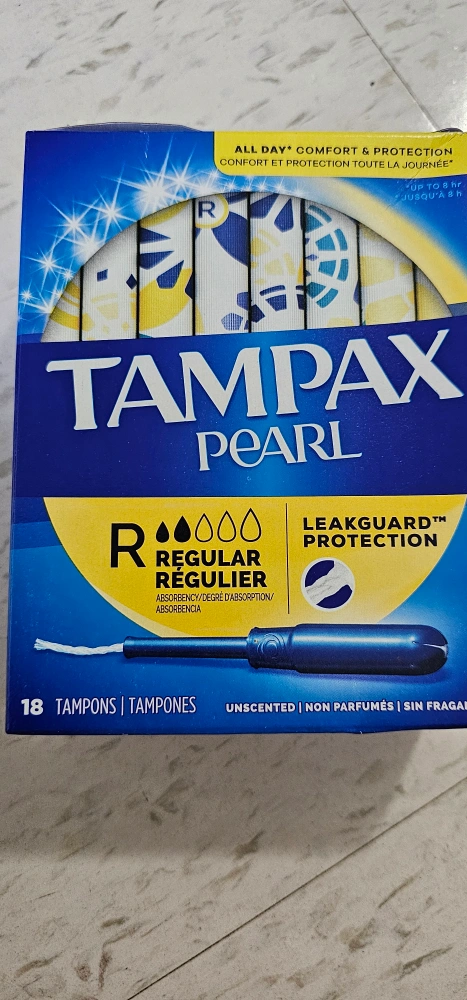 ALL DAY* COMFORT & PROTECTION
CONFORT ET PROTECTION TOUTE LA JOURNÉE*
*UP TO 8 hr
*JUSQU'À 8 h
R
TAMPAX
PEARL
R
REGULAR
RÉGULIER
ABSORBENCY/DEGRÉ D'ABSORPTION/
ABSORBENCIA
LEAKGUARD™
PROTECTION
18 TAMPONS | TAMPONES
UNSCENTED | NON PARFUMÉS | SIN FRAGA